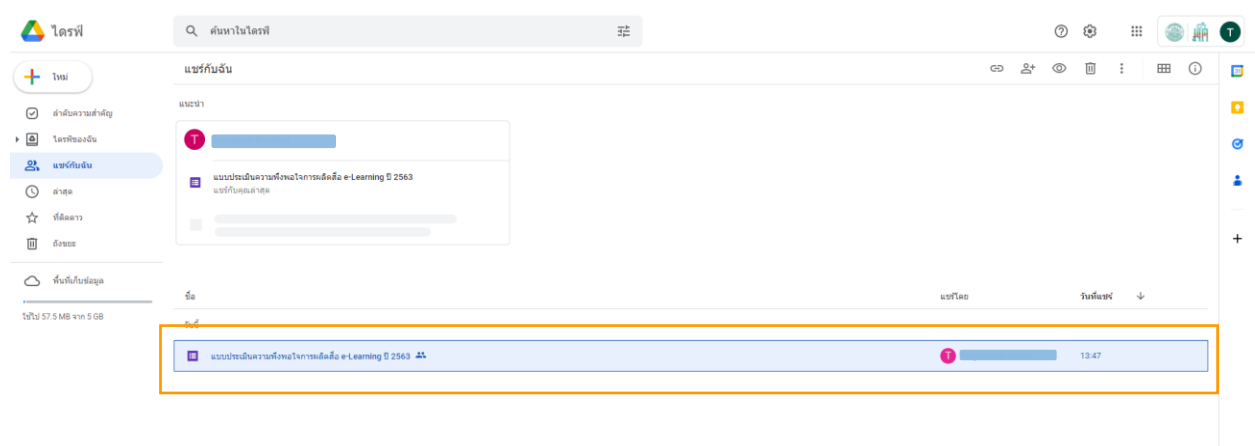 ไดรฟ์
ค้นหาในไดรฟ์
T
ใหม่
แชร์กับฉัน
ลำดับความสำคัญ
แนะนำ
ไดรฟ์ของฉัน
T
แชร์กับฉัน
แบบประเมินความพึงพอใจการผลิตสื่อ e-Learning ปี 2563
แชร์กับคุณล่าสุด
ล่าสุด
ที่ติดดาว
ถังขยะ
พื้นที่เก็บข้อมูล
ชื่อ แชร์โดย วันที่แชร์
ใช้ไป 57.5 MB จาก 5 GB
วันนี้
แบบประเมินความพึงพอใจการผลิตสื่อ e-Learning ปี 2563 T 13:47